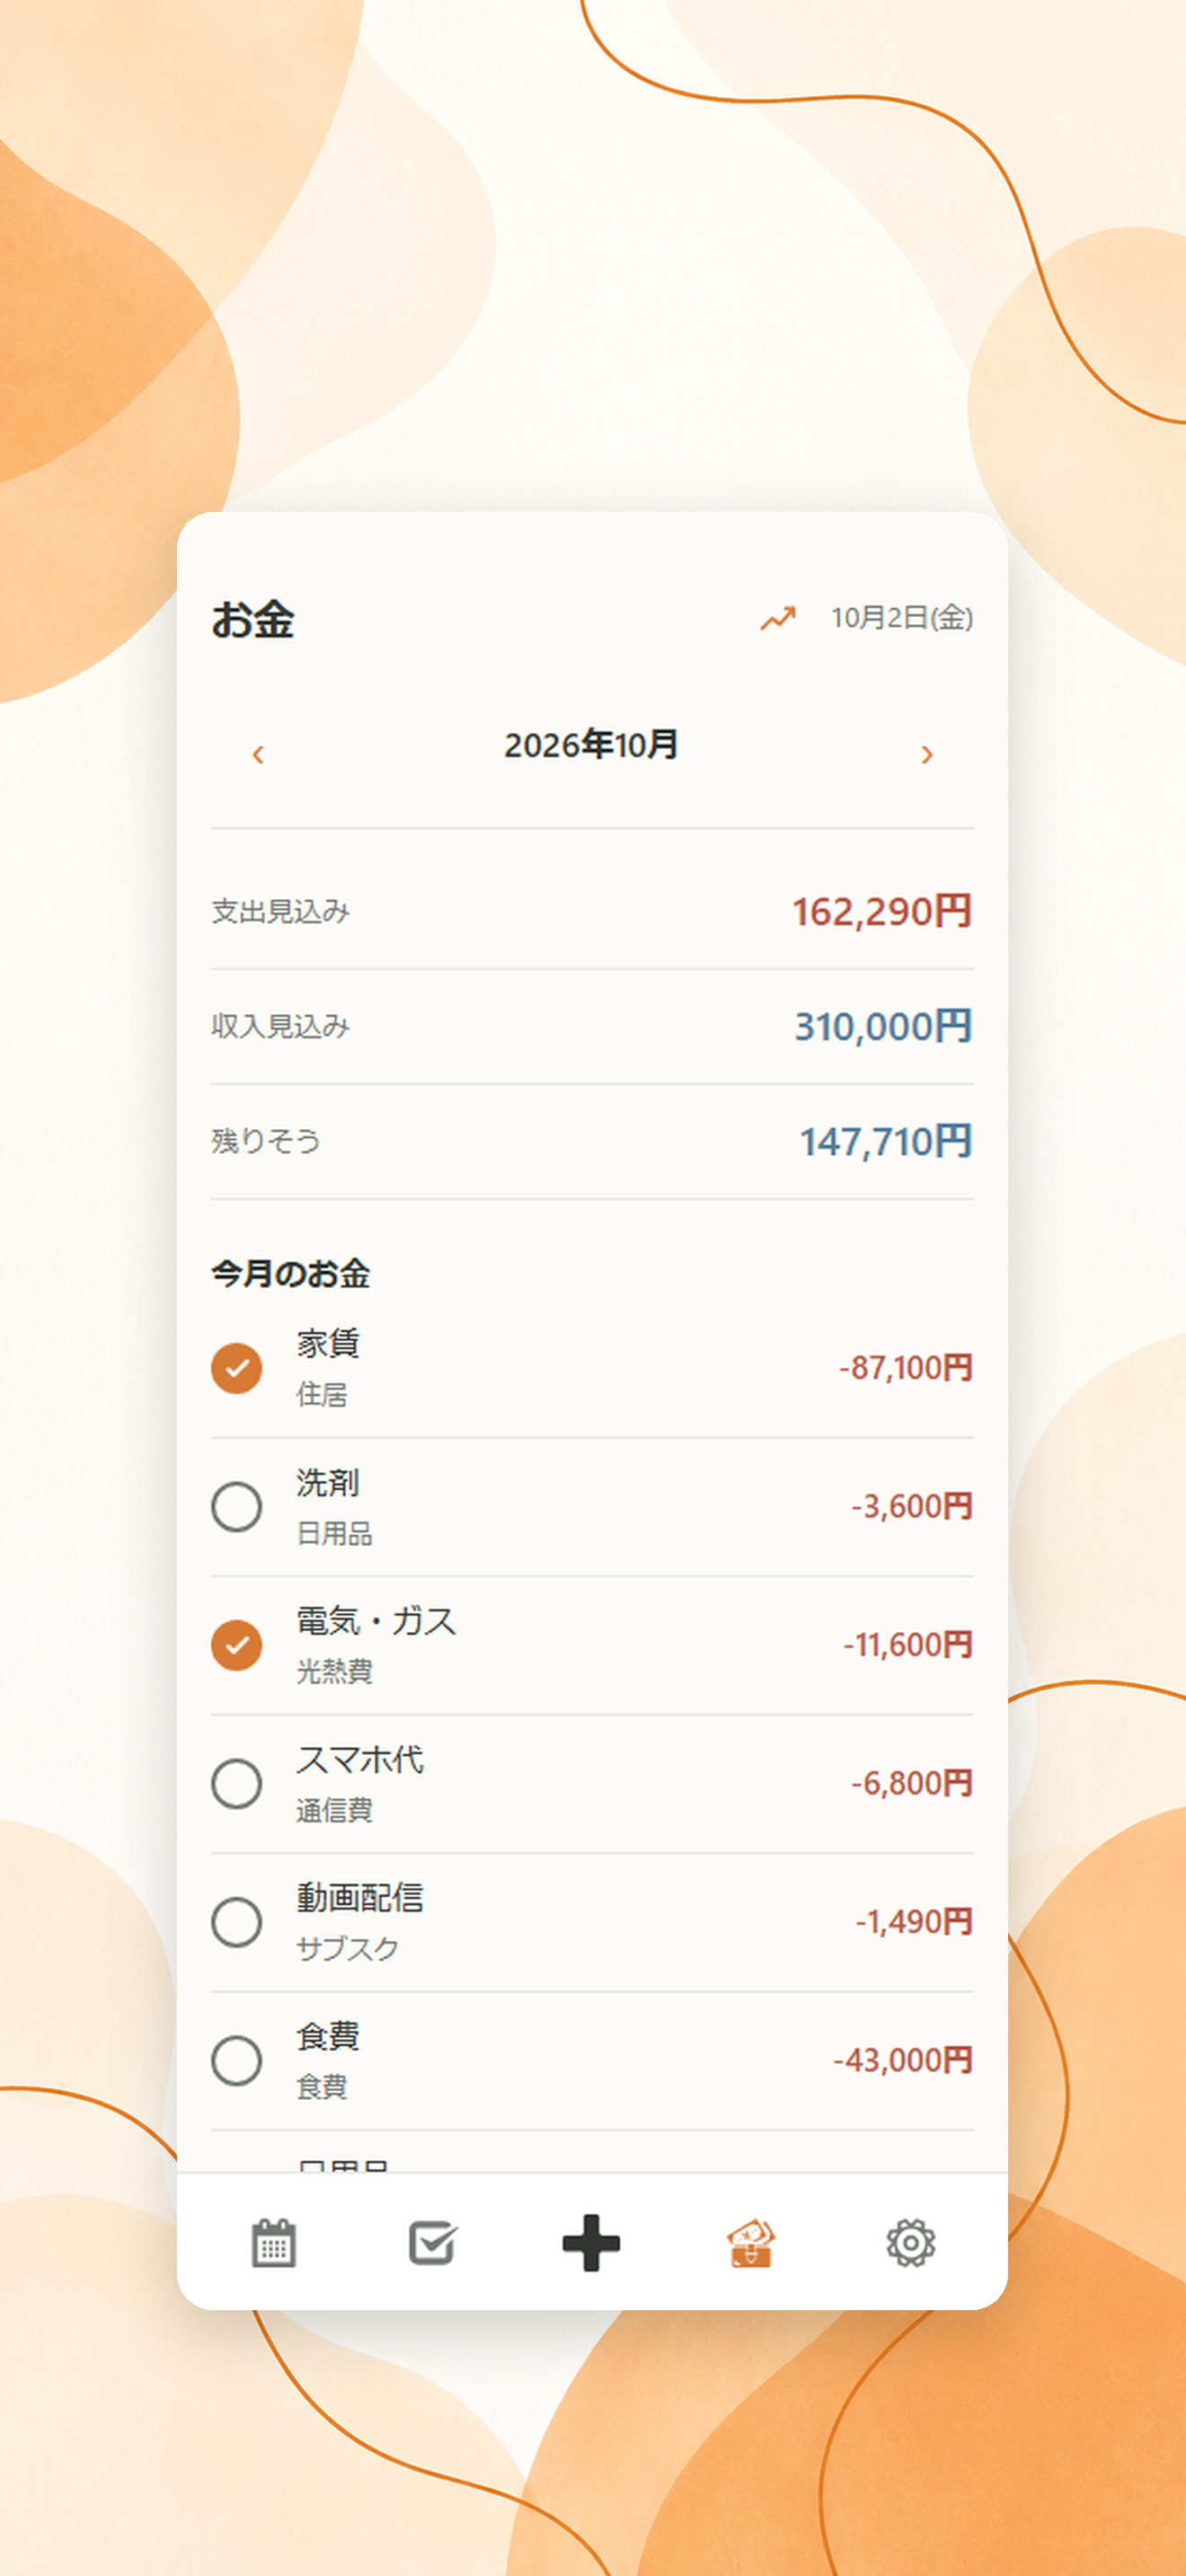 お金
10月2日(金)
2026年10月
支出見込み 162,290円
収入見込み 310,000円
残りそう 147,710円
今月のお金
家賃
住居
-87,100円
洗剤
日用品
-3,600円
電気・ガス
光熱費
-11,600円
スマホ代
通信費
-6,800円
動画配信
サブスク
-1,490円
食費
食費
-43,000円